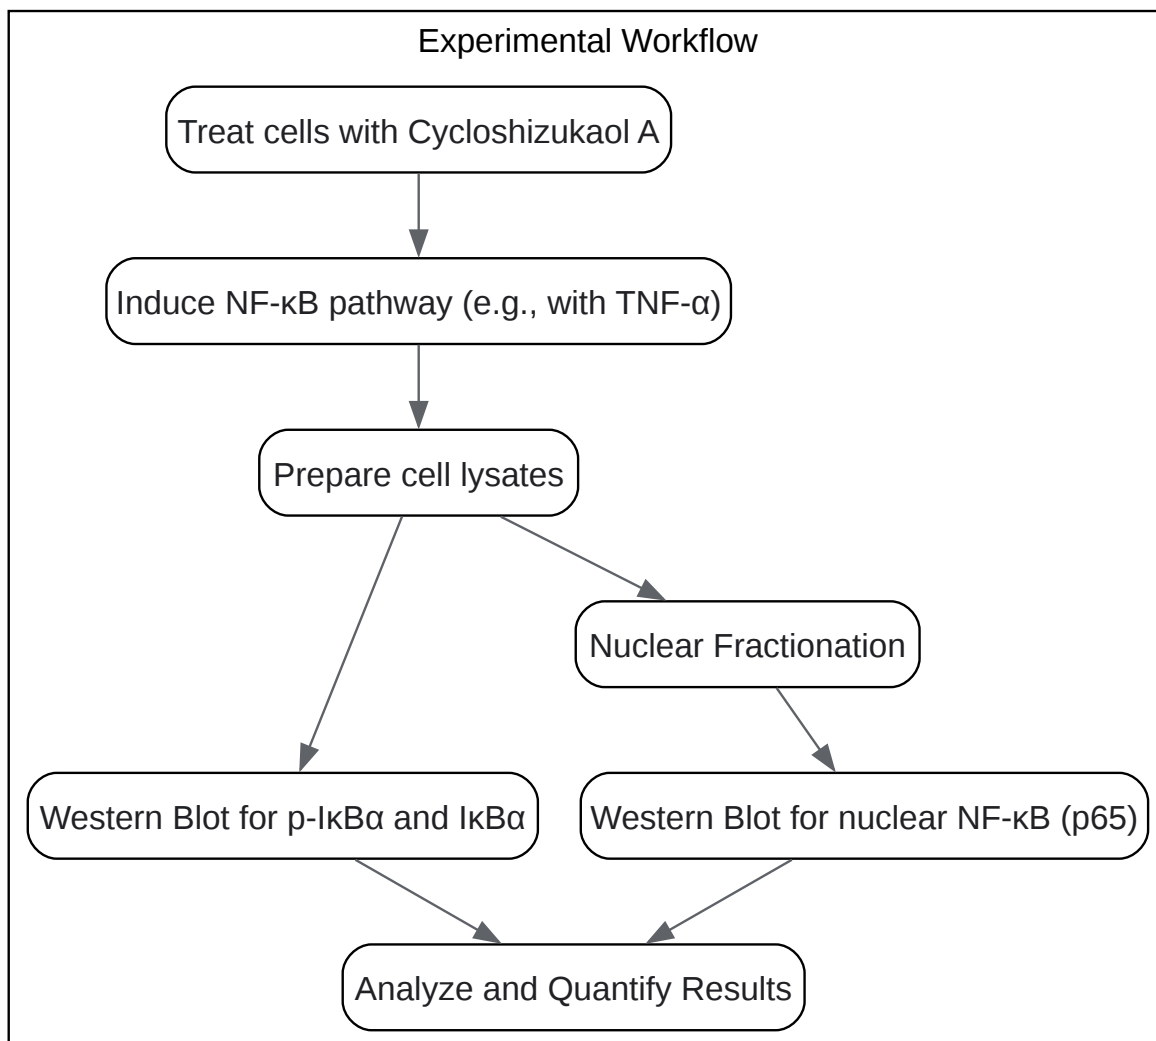 Experimental Workflow
Treat cells with Cycloshizukaol A
Induce NF-κB pathway (e.g., with TNF-α)
Prepare cell lysates
Nuclear Fractionation
Western Blot for p-IκBα and IκBα
Western Blot for nuclear NF-κB (p65)
Analyze and Quantify Results